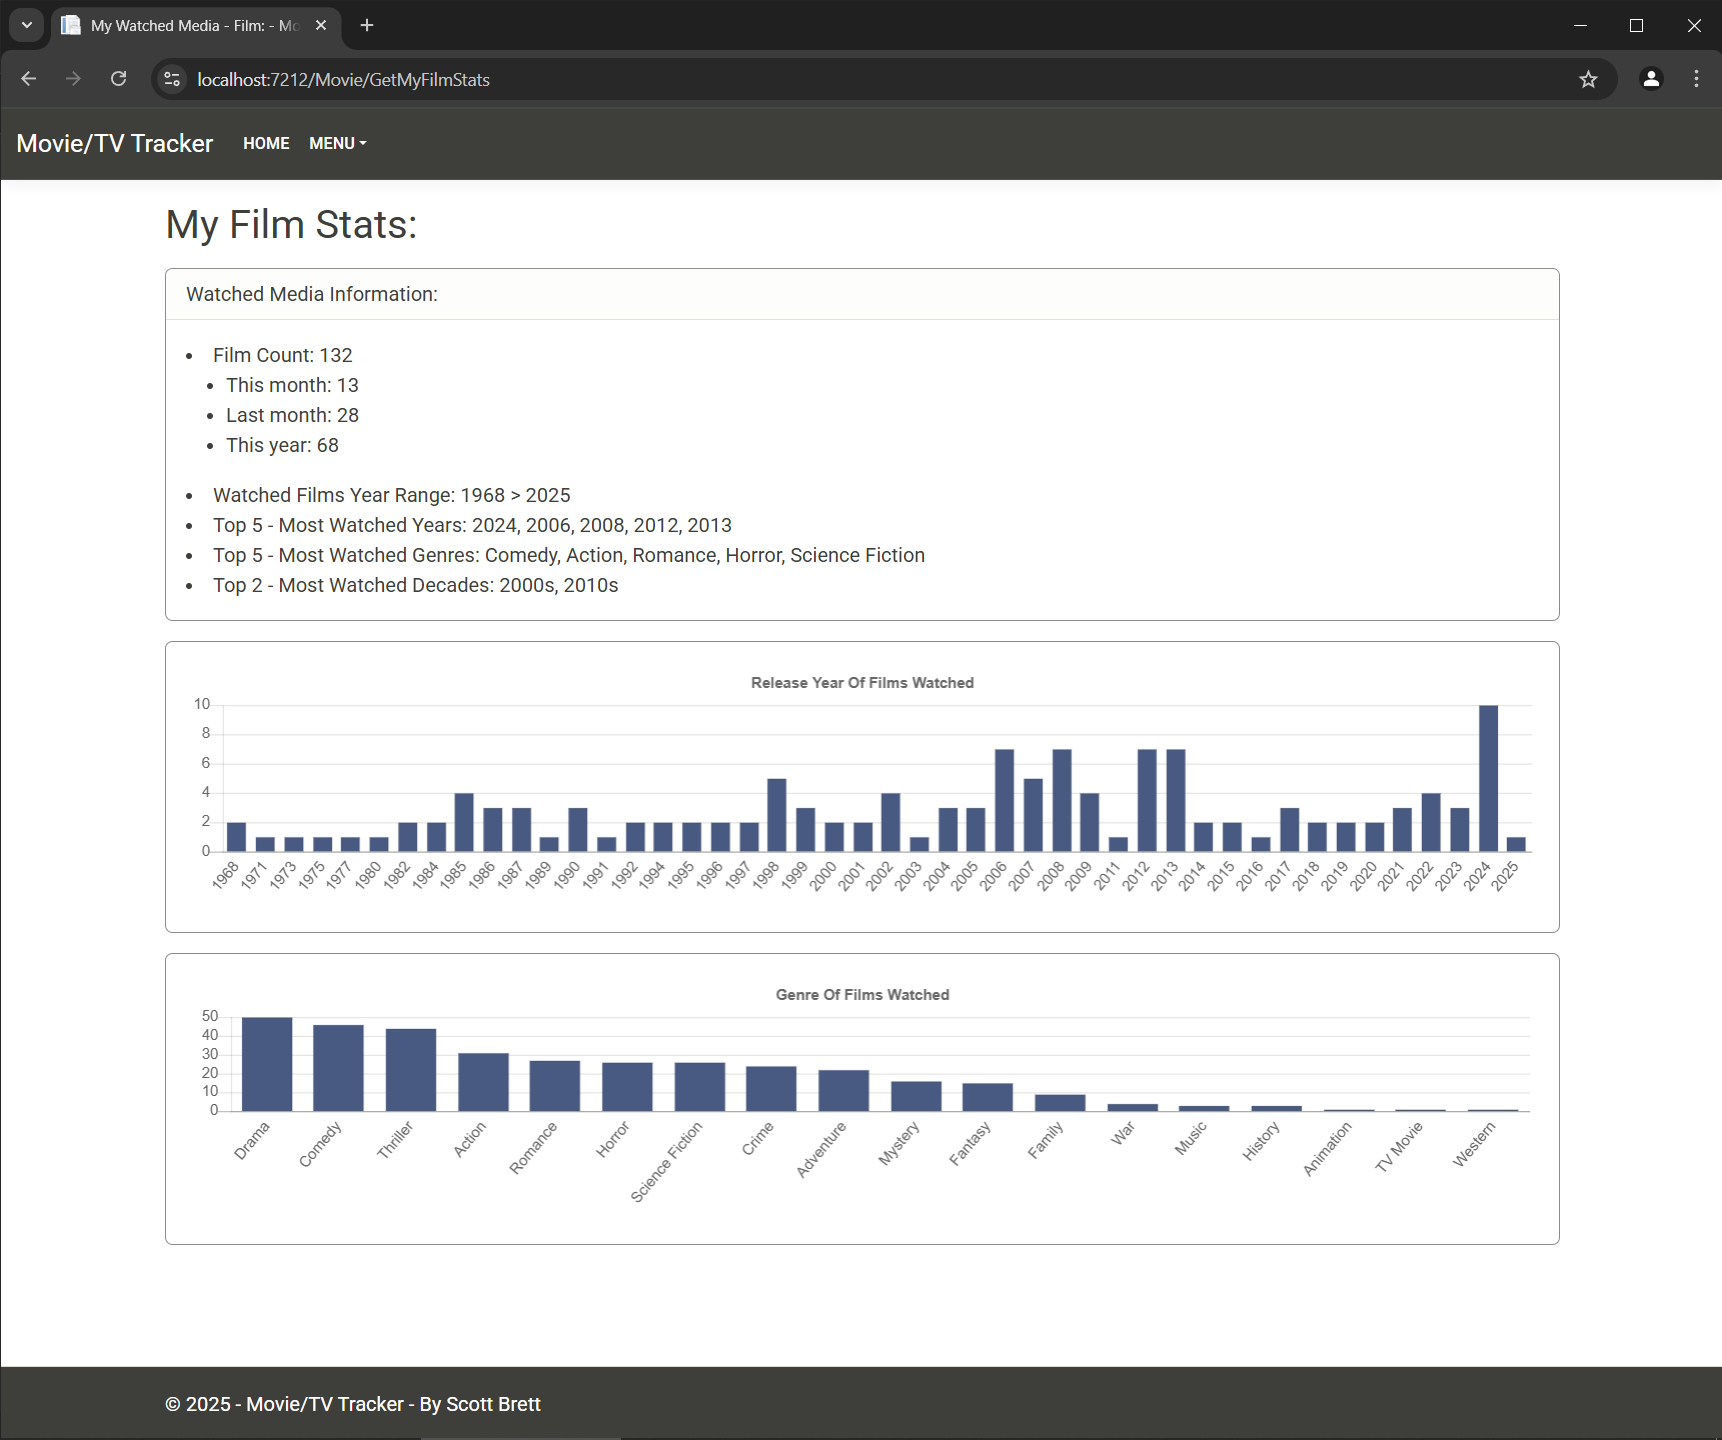 My Watched Media - Film: - Mo
localhost:7212/Movie/GetMyFilmStats
Movie/TV Tracker HOME MENU
My Film Stats:
Watched Media Information:
• Film Count: 132
• This month: 13
• Last month: 28
• This year: 68
• Watched Films Year Range: 1968 > 2025
• Top 5 - Most Watched Years: 2024, 2006, 2008, 2012, 2013
• Top 5 - Most Watched Genres: Comedy, Action, Romance, Horror, Science Fiction
• Top 2 - Most Watched Decades: 2000s, 2010s
Release Year Of Films Watched
10
8
6
4
2
0
1968 1971 1973 1975 1977 1980 1982 1984 1985 1986 1987 1989 1990 1991 1992 1994 1995 1996 1997 1998 1999 2000 2001 2002 2003 2004 2005 2006 2007 2008 2009 2011 2012 2013 2014 2015 2016 2017 2018 2019 2020 2021 2022 2023 2024 2025
Genre Of Films Watched
50
40
30
20
10
0
Drama Comedy Thriller Action Romance Horror Science Fiction Crime Adventure Mystery Fantasy Family War Music History Animation TV Movie Western
© 2025 - Movie/TV Tracker - By Scott Brett